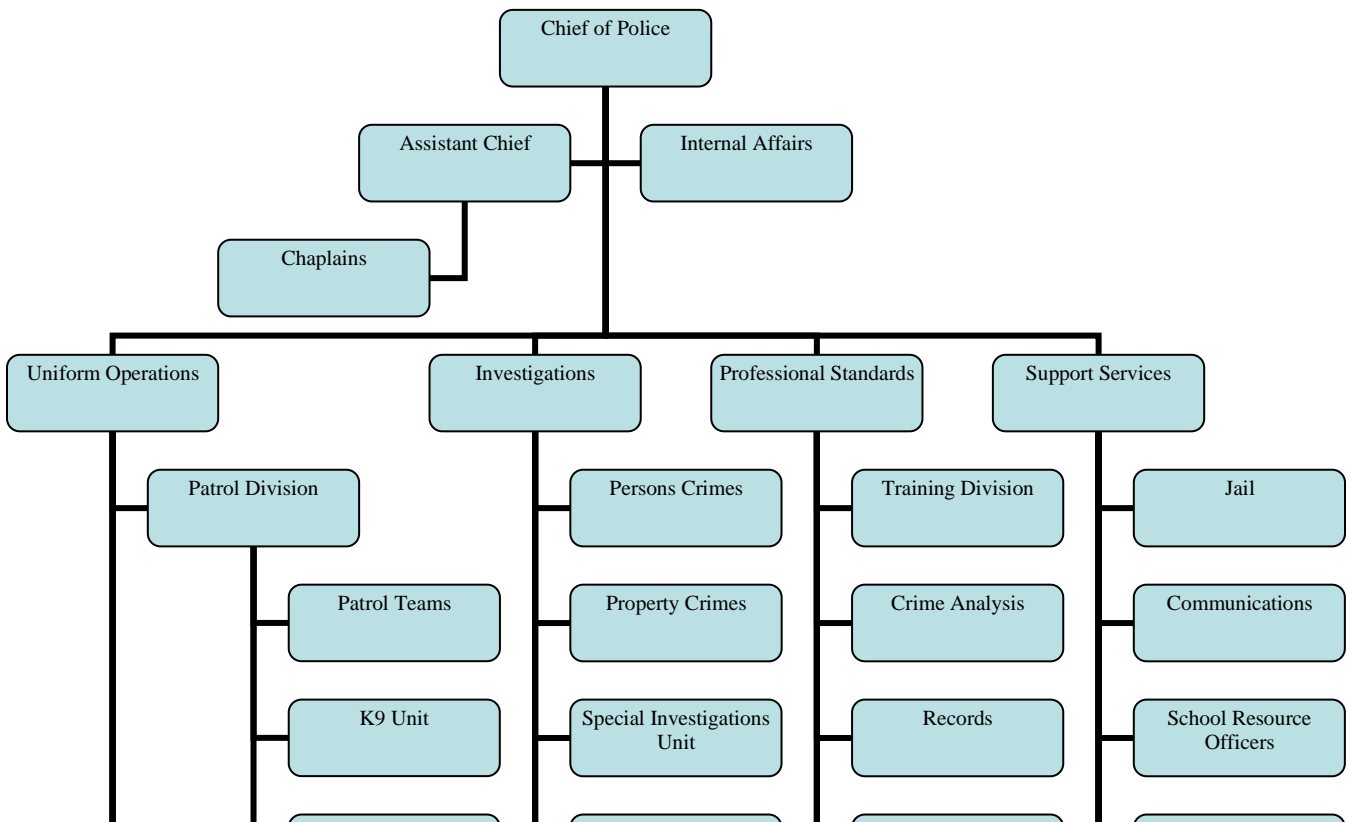 Chief of Police
Assistant Chief
Internal Affairs
Chaplains
Uniform Operations
Investigations
Professional Standards
Support Services
Patrol Division
Persons Crimes
Training Division
Jail
Patrol Teams
Property Crimes
Crime Analysis
Communications
K9 Unit
Special Investigations
Unit
Records
School Resource
Officers